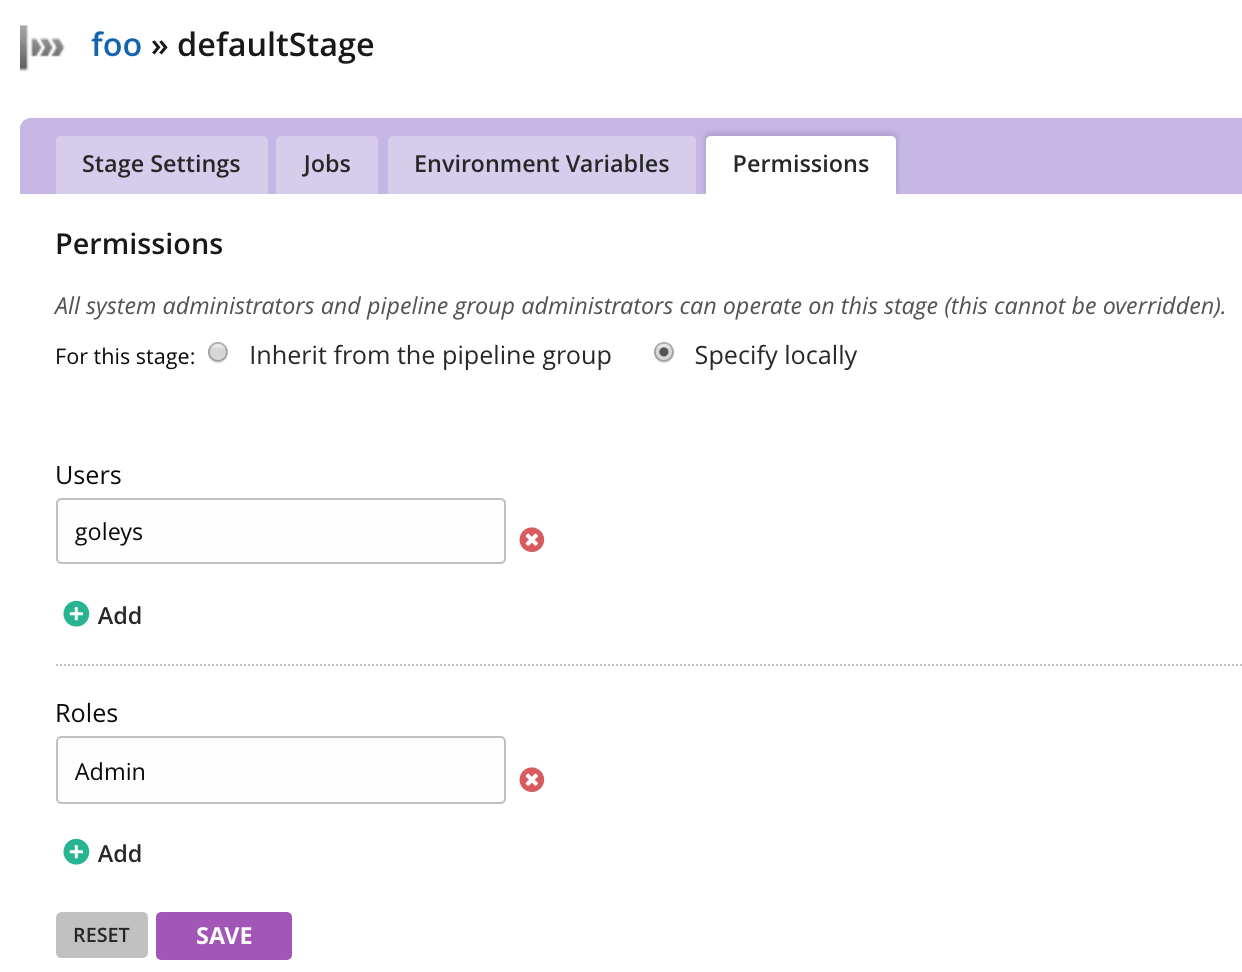 foo » defaultStage
Stage Settings Jobs Environment Variables Permissions
Permissions
All system administrators and pipeline group administrators can operate on this stage (this cannot be overridden).
For this stage: Inherit from the pipeline group Specify locally
Users
goleys
Add
Roles
Admin
Add
RESET SAVE